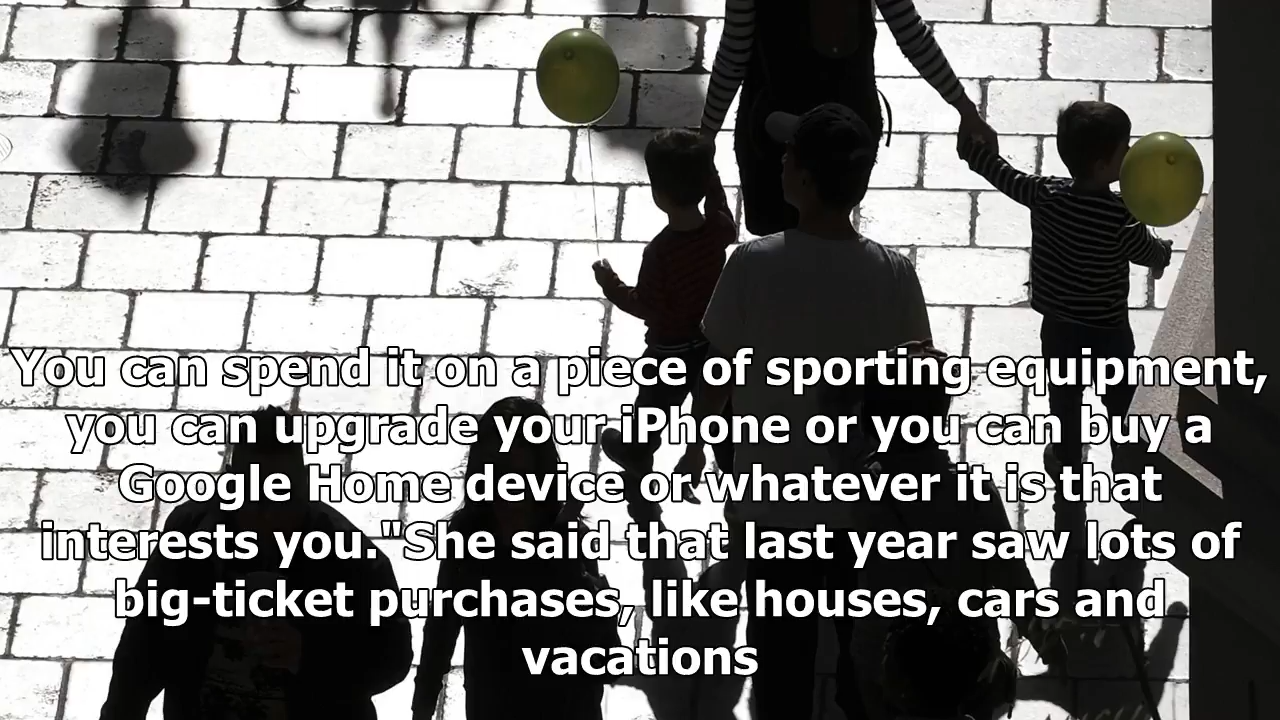 You can spend it on a piece of sporting equipment,
you can upgrade your iPhone or you can buy a
Google Home device or whatever it is that
interests you."She said that last year saw lots of
big-ticket purchases, like houses, cars and
vacations